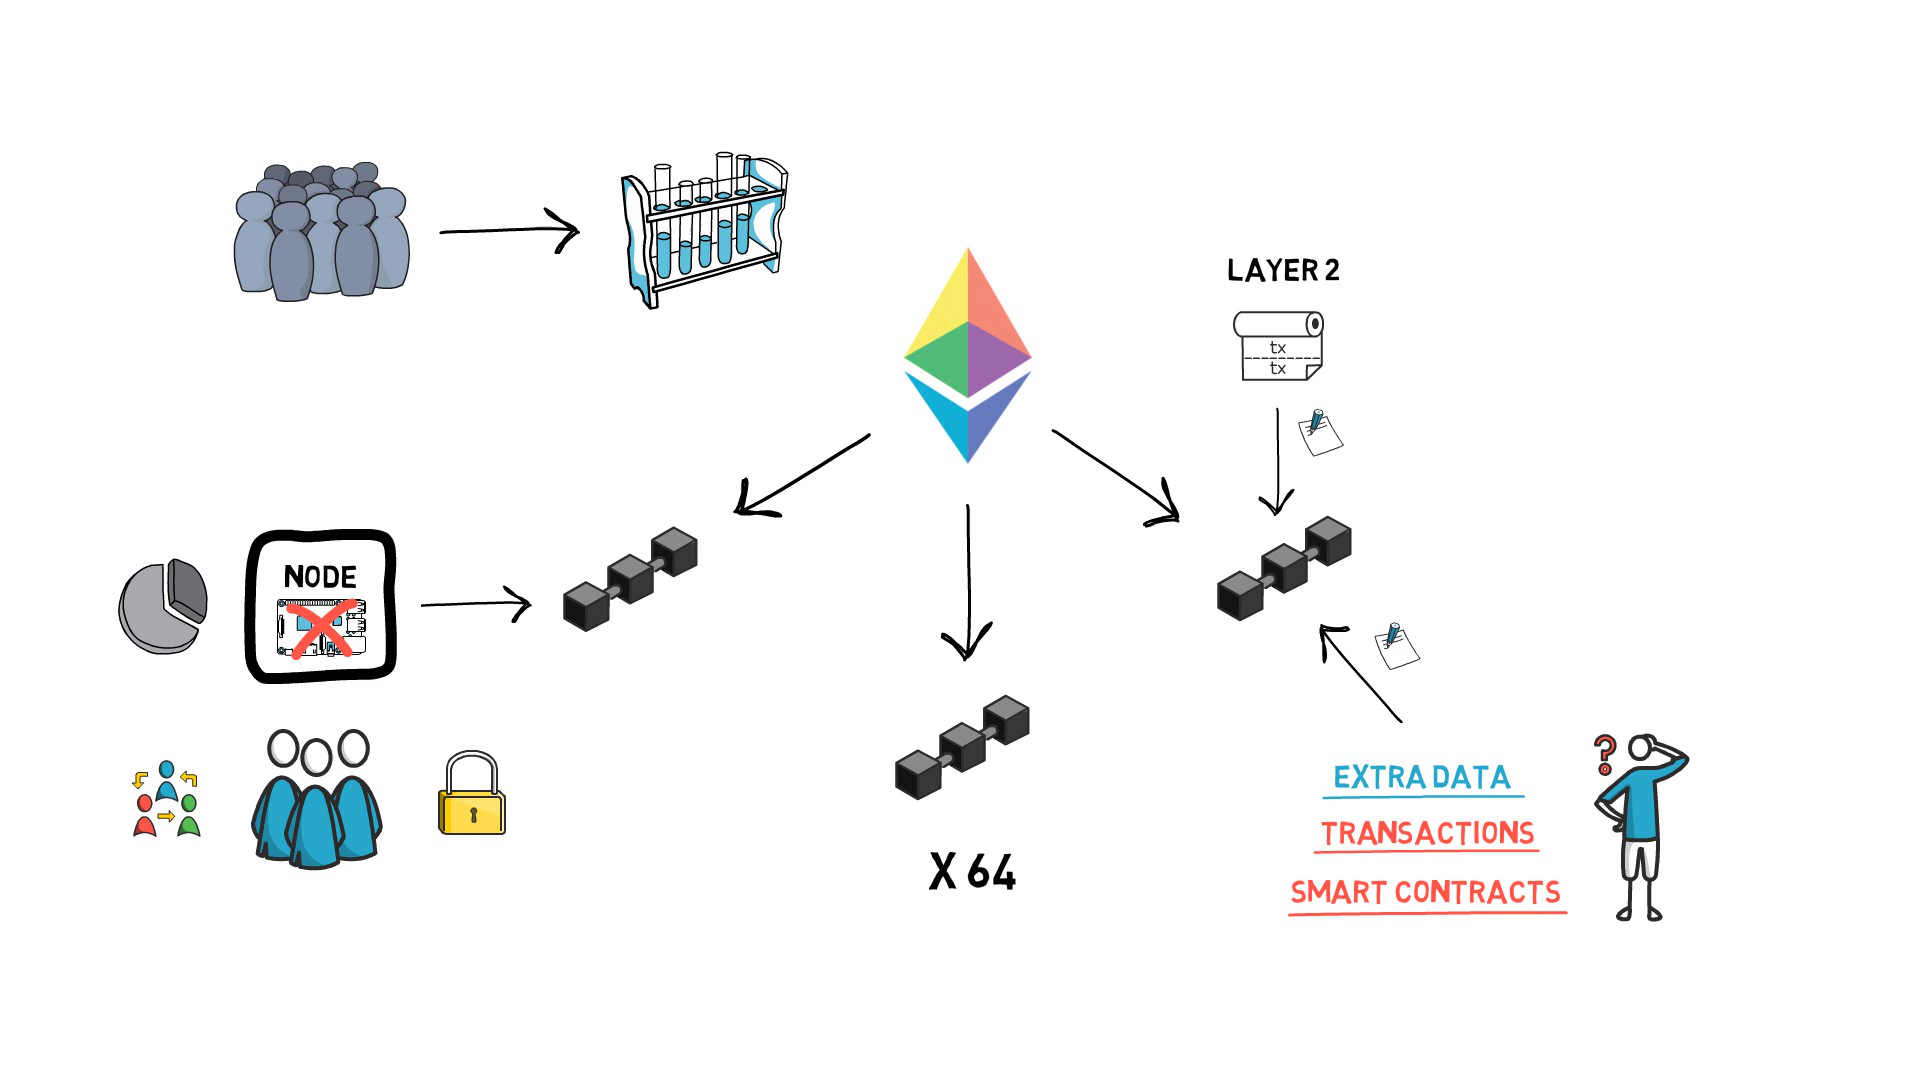 LAYER 2
tx
tx
NODE
X 64
?
EXTRA DATA
TRANSACTIONS
SMART CONTRACTS